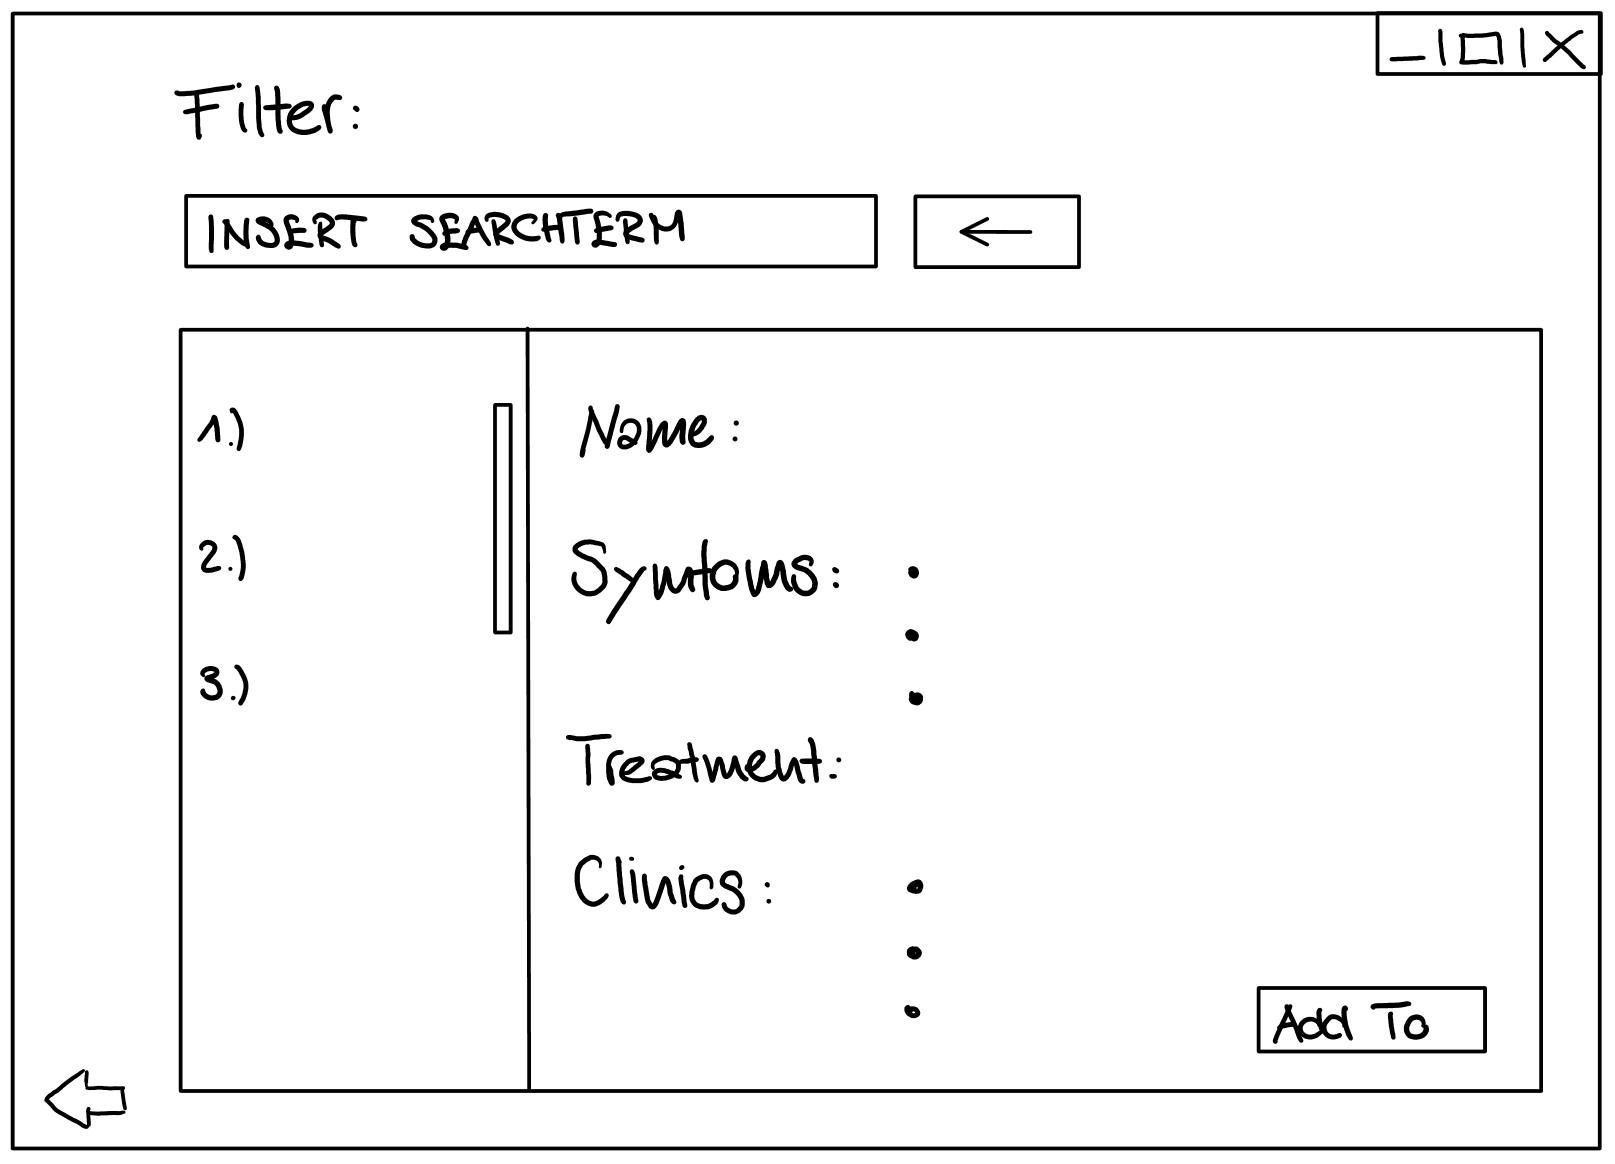 Filter:
INSERT SEARCHTERM
1.)
2.)
3.)
Name :
Symtoms :
Treatment:
Clinics :
Add To